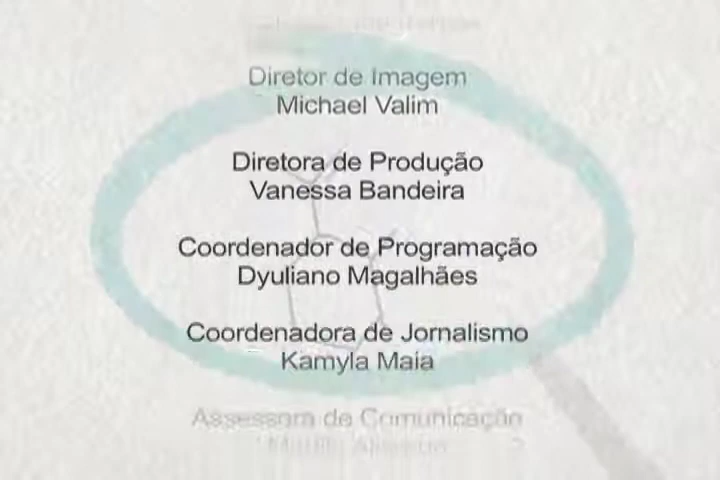 Diretor de Imagem
Michael Valim
Diretora de Produção
Vanessa Bandeira
Coordenador de Programação
Dyuliano Magalhães
Coordenadora de Jornalismo
Kamyla Maia
Assessora de Comunicação